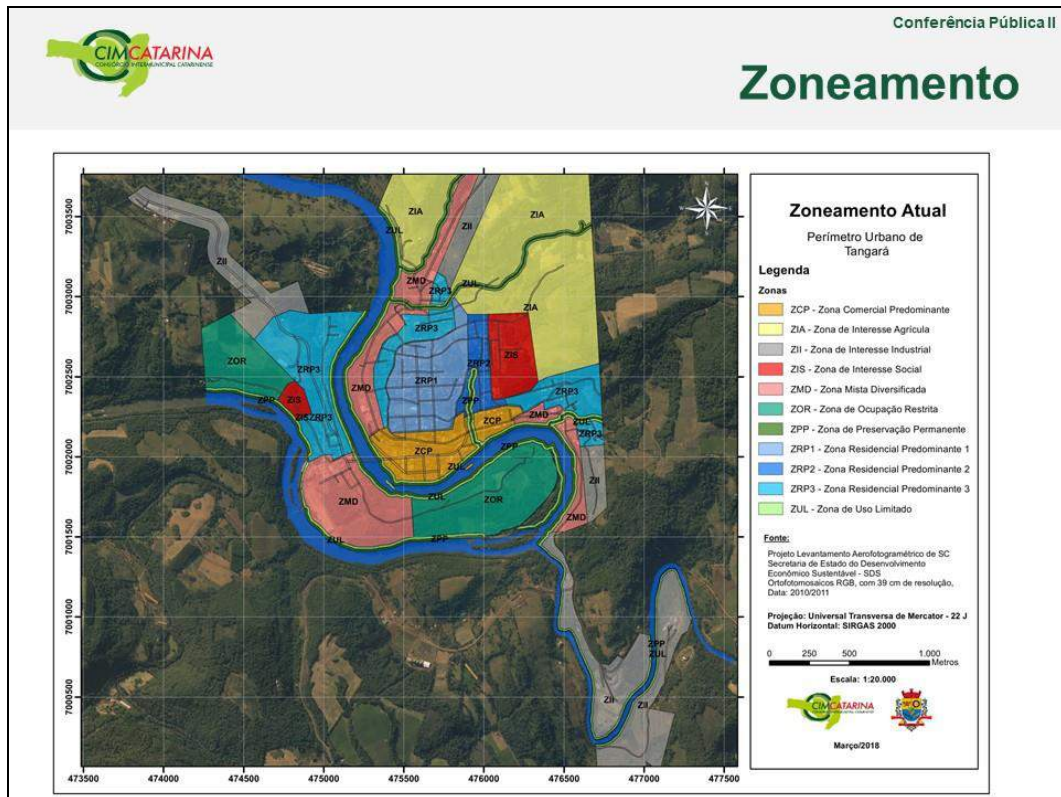 Conferência Pública II
CIMCATARINA
CONSÓRCIO INTERMUNICIPAL CATARINENSE
Zoneamento
Zoneamento Atual
Perímetro Urbano de
Tangará
Legenda
Zonas
ZCP - Zona Comercial Predominante
ZIA - Zona de Interesse Agrícula
ZII - Zona de Interesse Industrial
ZIS - Zona de Interesse Social
ZMD - Zona Mista Diversificada
ZOR - Zona de Ocupação Restrita
ZPP - Zona de Preservação Permanente
ZRP1 - Zona Residencial Predominante 1
ZRP2 - Zona Residencial Predominante 2
ZRP3 - Zona Residencial Predominante 3
ZUL - Zona de Uso Limitado
Fonte:
Projeto Levantamento Aerofotogramétrico de SC
Secretaria de Estado do Desenvolvimento
Econômico Sustentável - SDS
Ortofotomosaicos RGB, com 39 cm de resolução,
Data: 2010/2011
Projeção: Universal Transversa de Mercator - 22 J
Datum Horizontal: SIRGAS 2000
0 250 500 1.000
Metros
Escala: 1:20.000
CIMCATARINA
Março/2018
7003500
7003000
7002500
7002000
7001500
7001000
7000500
473500 474000 474500 475000 475500 476000 476500 477000 477500
ZIA
ZII
ZIA
ZUL
ZII
ZMD
ZUL
ZRP3
ZIA
ZRP3
ZOR
ZRP3
ZRP2
ZIS
ZMD
ZRP1
ZRP3
ZPP
ZIS
ZPP
ZIS
ZRP3
ZCP
ZMD
ZUL
ZRP3
ZCP
ZPP
ZUL
ZII
ZMD
ZUL
ZOR
ZMD
ZUL
ZPP
ZPP
ZUL
ZII
ZII